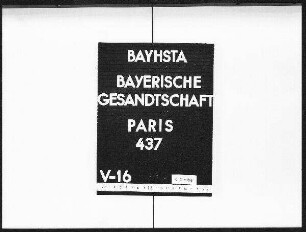 BAYHSTA
BAYERISCHE
GESANDTSCHAFT
PARIS
437
V-16